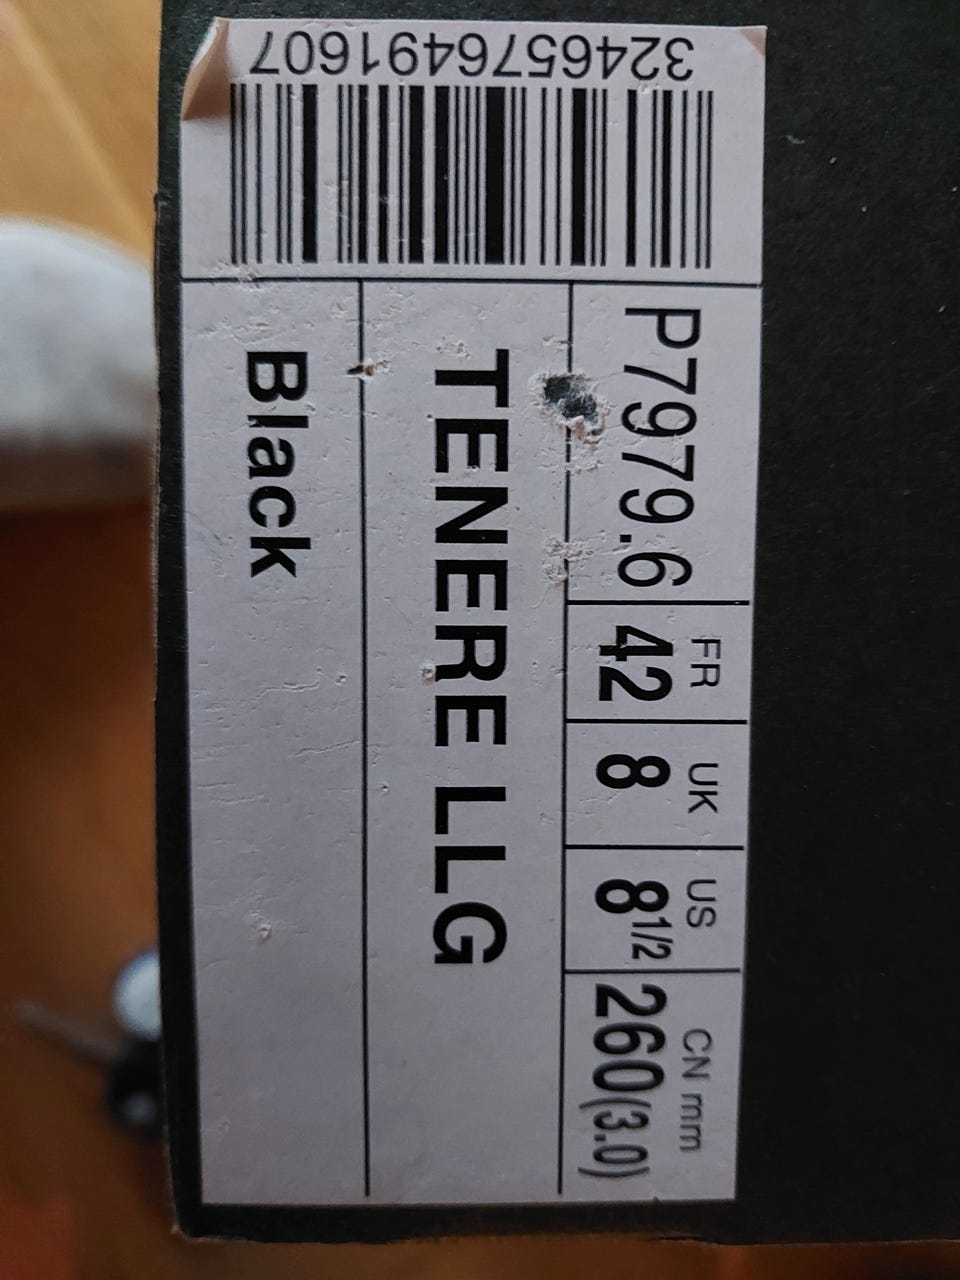 P7979.6
FR UK US CN mm
42 8 8 1/2 260(3.0)
TENERE LLG
Black
3246576491607